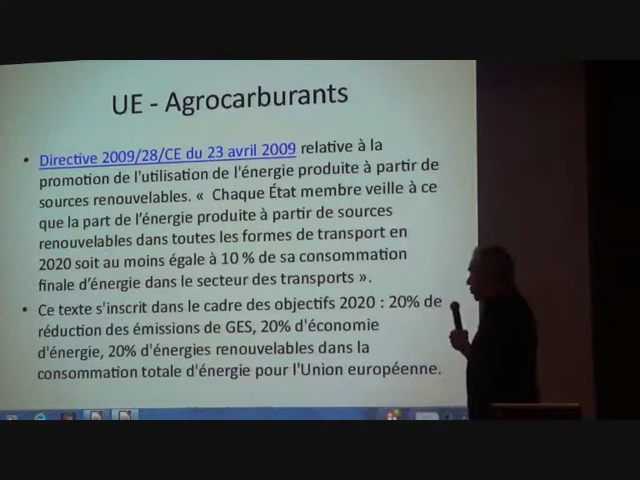 UE - Agrocarburants
• Directive 2009/28/CE du 23 avril 2009 relative à la
promotion de l'utilisation de l'énergie produite à partir de
sources renouvelables. « Chaque État membre veille à ce
que la part de l'énergie produite à partir de sources
renouvelables dans toutes les formes de transport en
2020 soit au moins égale à 10 % de sa consommation
finale d'énergie dans le secteur des transports ».
• Ce texte s'inscrit dans le cadre des objectifs 2020 : 20% de
réduction des émissions de GES, 20% d'économie
d'énergie, 20% d'énergies renouvelables dans la
consommation totale d'énergie pour l'Union européenne.